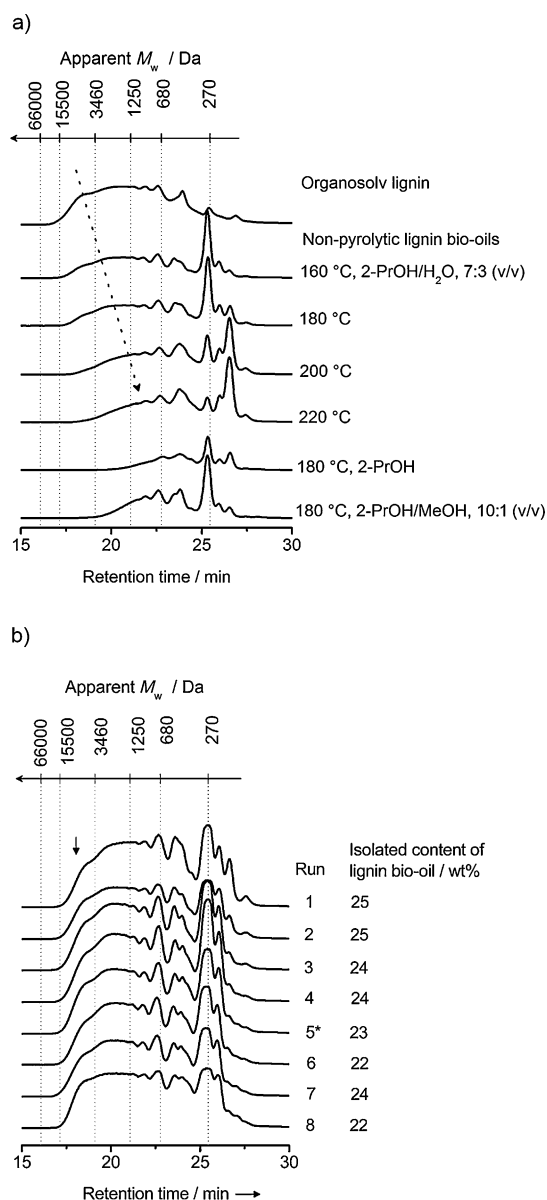 a)
Apparent Mw / Da
66000 15500 3460 1250 680 270
Organosolv lignin
Non-pyrolytic lignin bio-oils
160 °C, 2-PrOH/H2O, 7:3 (v/v)
180 °C
200 °C
220 °C
180 °C, 2-PrOH
180 °C, 2-PrOH/MeOH, 10:1 (v/v)
15 20 25 30
Retention time / min
b)
Apparent Mw / Da
66000 15500 3460 1250 680 270
Run Isolated content of
lignin bio-oil / wt%
1 25
2 25
3 24
4 24
5* 23
6 22
7 24
8 22
15 20 25 30
Retention time / min →